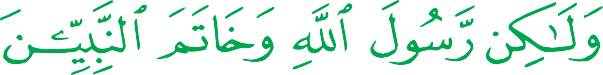 وَلَـٰكِن رَّسُولَ ٱللَّهِ وَخَاتَمَ ٱلنَّبِيِّـۧنَ